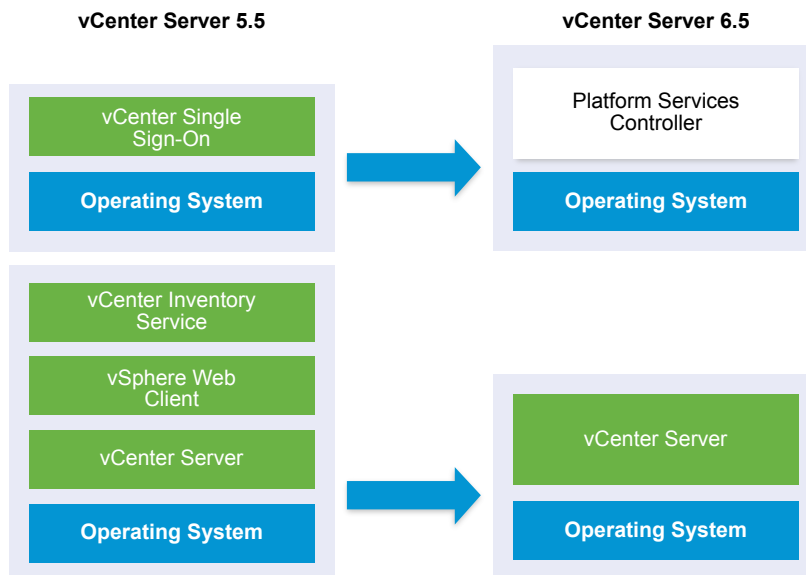 vCenter Server 5.5
vCenter Server 6.5
vCenter Single
Sign-On
Operating System
Platform Services
Controller
Operating System
vCenter Inventory
Service
vSphere Web
Client
vCenter Server
Operating System
vCenter Server
Operating System